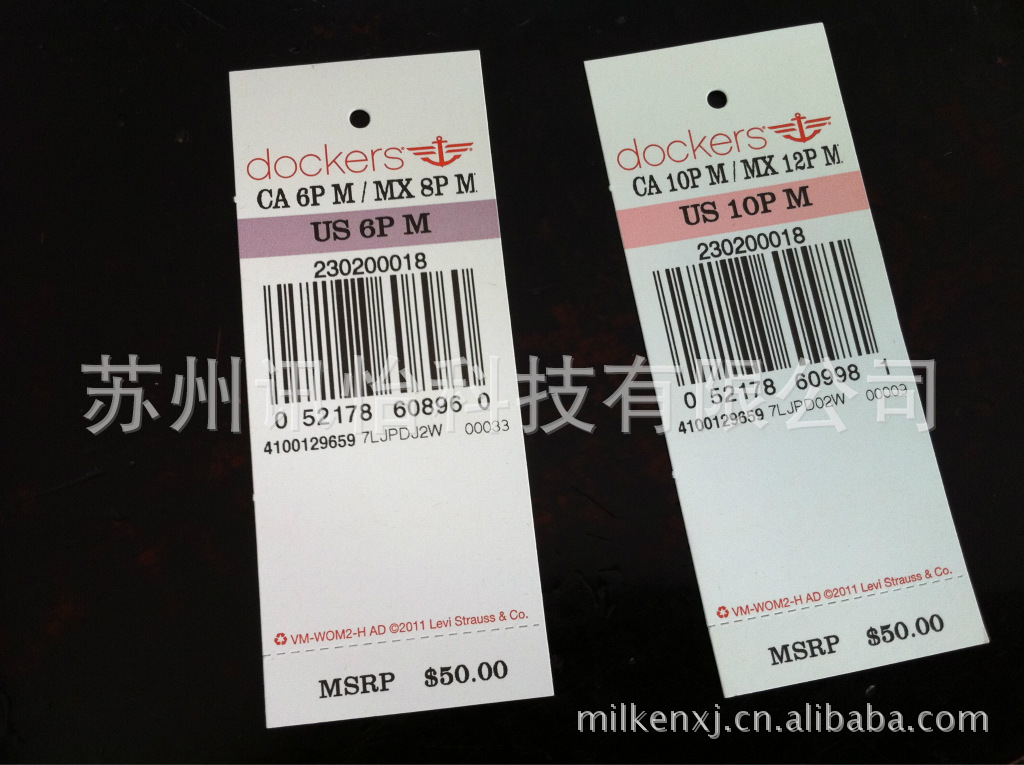 dockers
CA 6P M / MX 8P M
US 6P M
230200018
0 52178 60896 0
4100129659 7LJPDJ2W 00033
VM-WOM2-H AD ©2011 Levi Strauss & Co.
MSRP $50.00
dockers
CA 10P M / MX 12P M
US 10P M
230200018
0 52178 60998 1
4100129659 7LJPD02W 00009
VM-WOM2-H AD ©2011 Levi Strauss & Co.
MSRP $50.00
苏州讯怡科技有限公司
milkenxj.cn.alibaba.com